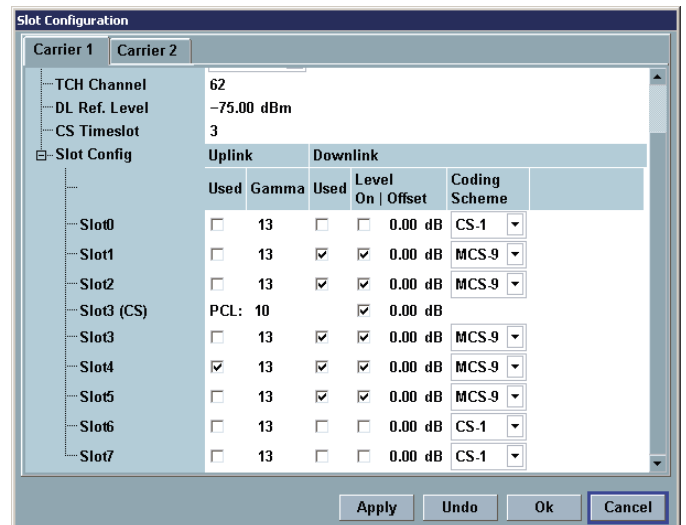 Slot Configuration
Carrier 1 Carrier 2
TCH Channel 62
DL Ref. Level -75.00 dBm
CS Timeslot 3
Slot Config Uplink Downlink
Used Gamma Used Level On | Offset Coding Scheme
Slot0 13 0.00 dB CS-1
Slot1 13 0.00 dB MCS-9
Slot2 13 0.00 dB MCS-9
Slot3 (CS) PCL: 10 0.00 dB
Slot3 13 0.00 dB MCS-9
Slot4 13 0.00 dB MCS-9
Slot5 13 0.00 dB MCS-9
Slot6 13 0.00 dB CS-1
Slot7 13 0.00 dB CS-1
Apply Undo Ok Cancel